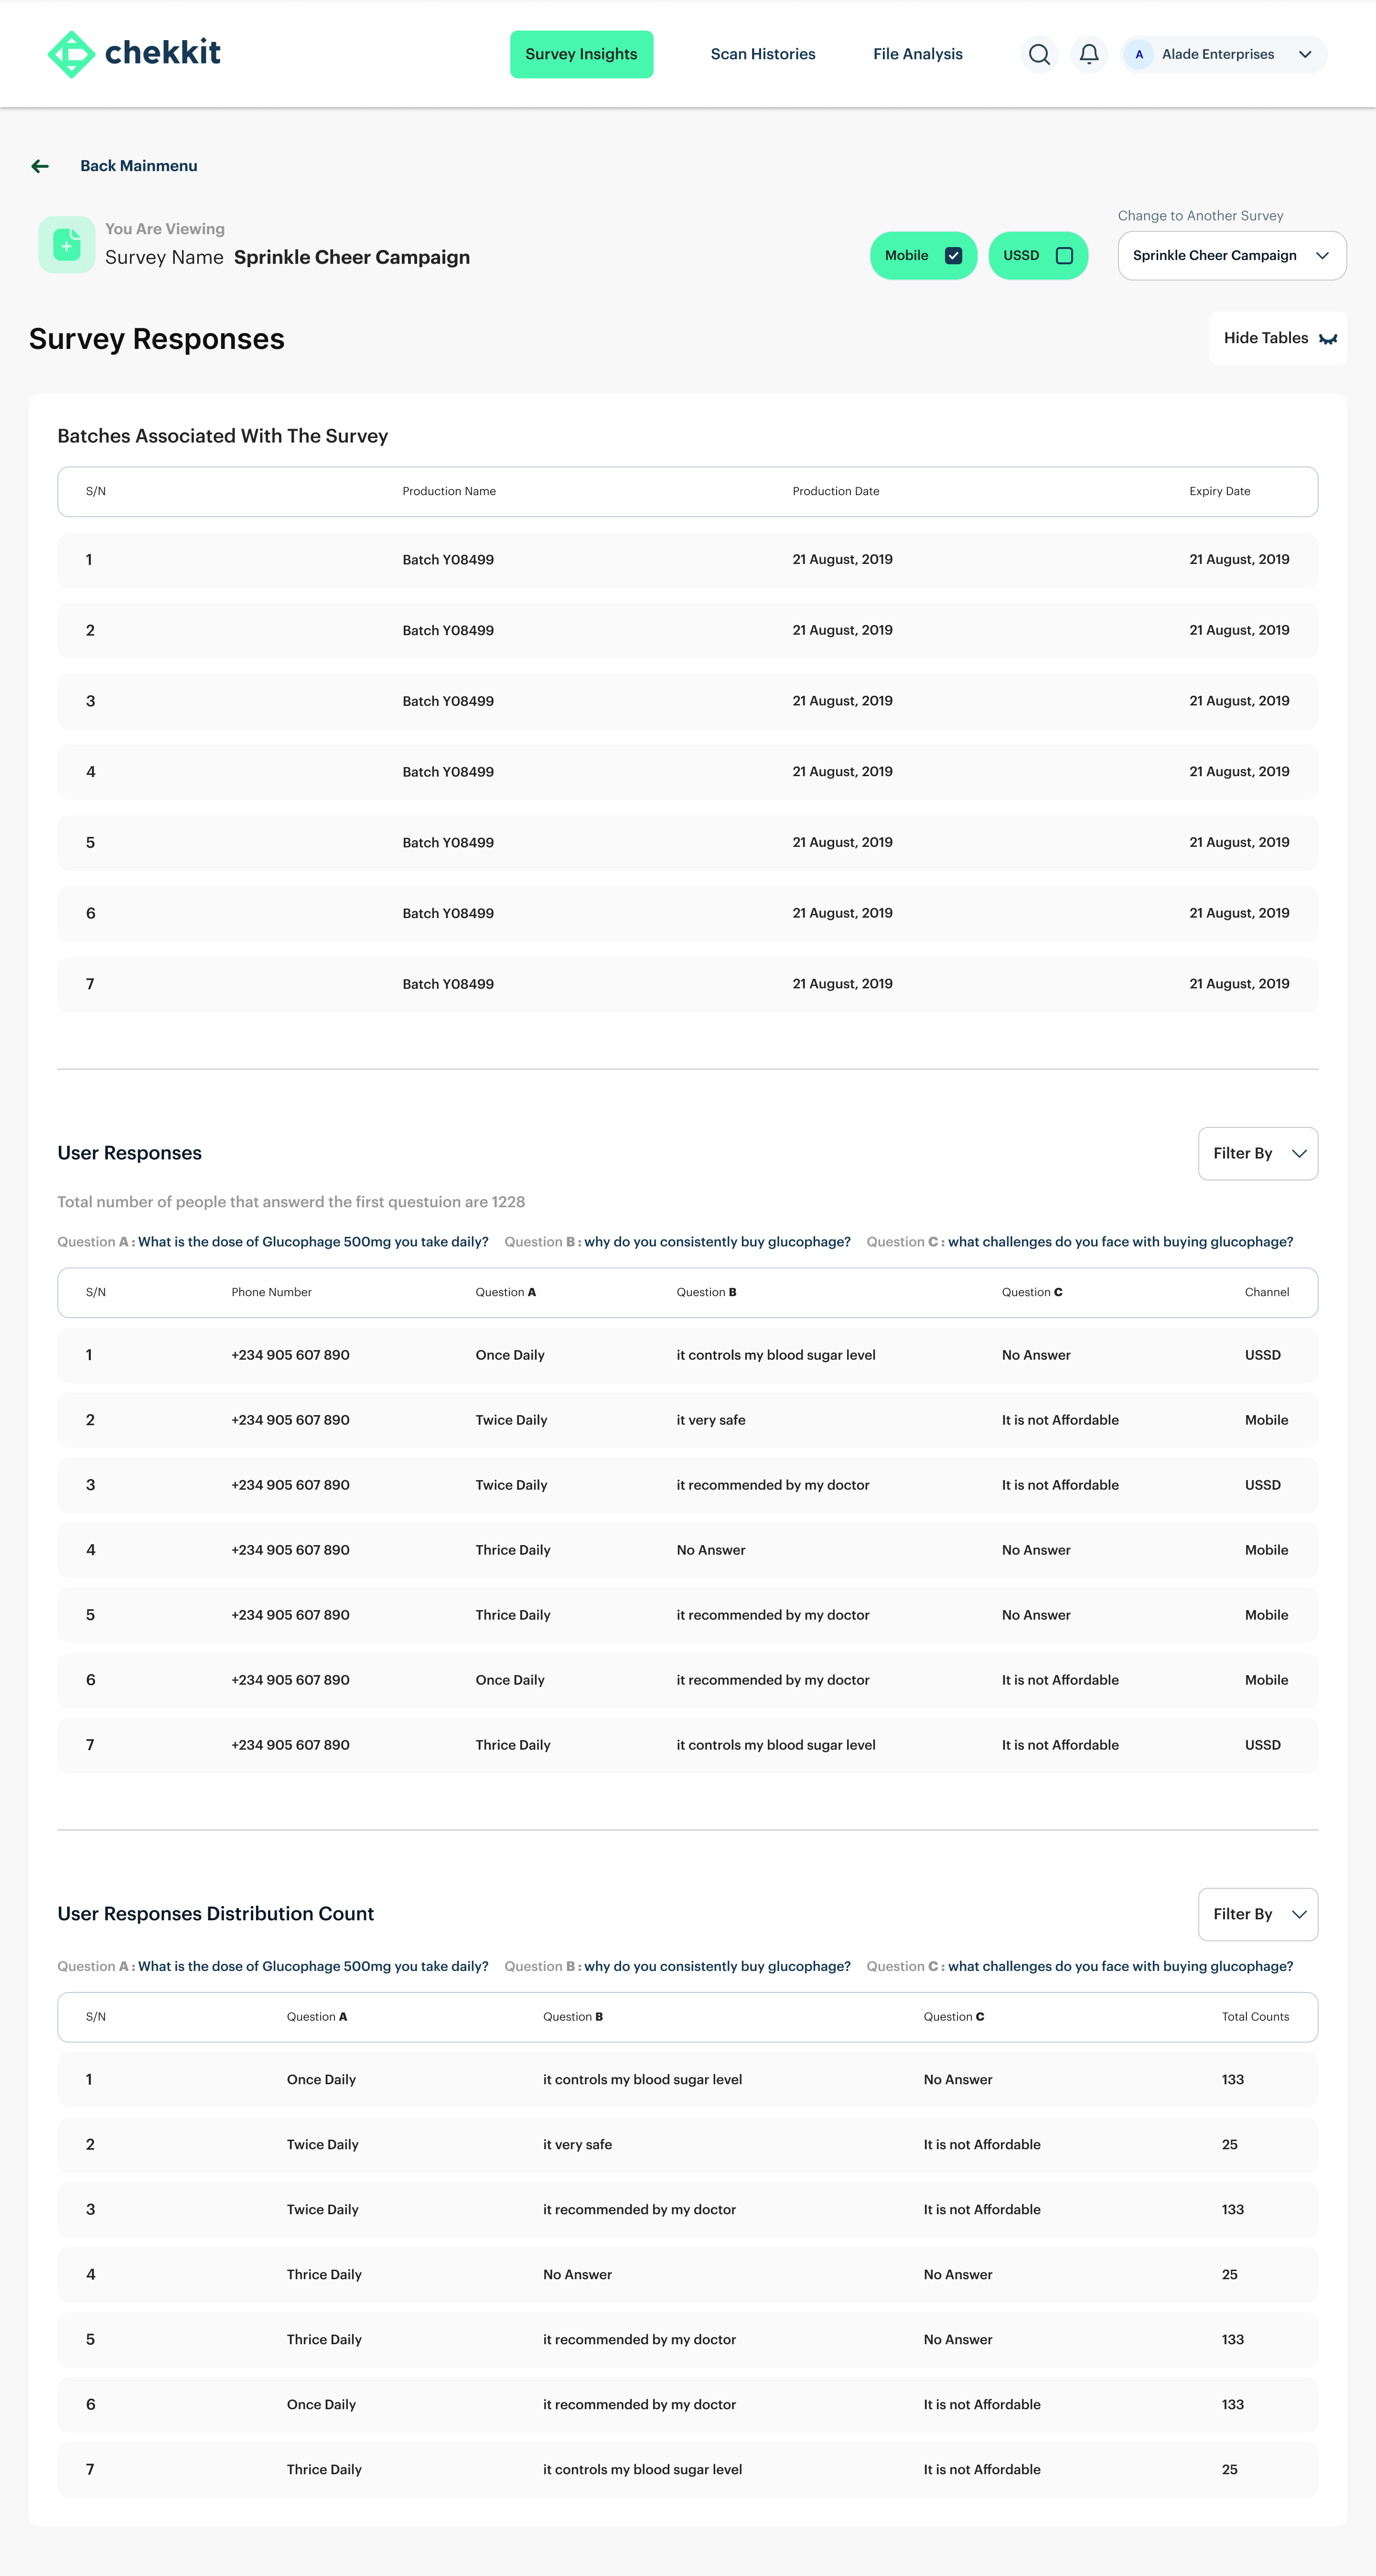 chekkit
Survey Insights Scan Histories File Analysis A Alade Enterprises
Back Mainmenu
Change to Another Survey
You Are Viewing
Survey Name Sprinkle Cheer Campaign Mobile USSD Sprinkle Cheer Campaign
Survey Responses Hide Tables
Batches Associated With The Survey
S/N Production Name Production Date Expiry Date
1 Batch Y08499 21 August, 2019 21 August, 2019
2 Batch Y08499 21 August, 2019 21 August, 2019
3 Batch Y08499 21 August, 2019 21 August, 2019
4 Batch Y08499 21 August, 2019 21 August, 2019
5 Batch Y08499 21 August, 2019 21 August, 2019
6 Batch Y08499 21 August, 2019 21 August, 2019
7 Batch Y08499 21 August, 2019 21 August, 2019
User Responses Filter By
Total number of people that answerd the first questuion are 1228
Question A : What is the dose of Glucophage 500mg you take daily? Question B : why do you consistently buy glucophage? Question C : what challenges do you face with buying glucophage?
S/N Phone Number Question A Question B Question C Channel
1 +234 905 607 890 Once Daily it controls my blood sugar level No Answer USSD
2 +234 905 607 890 Twice Daily it very safe It is not Affordable Mobile
3 +234 905 607 890 Twice Daily it recommended by my doctor It is not Affordable USSD
4 +234 905 607 890 Thrice Daily No Answer No Answer Mobile
5 +234 905 607 890 Thrice Daily it recommended by my doctor No Answer Mobile
6 +234 905 607 890 Once Daily it recommended by my doctor It is not Affordable Mobile
7 +234 905 607 890 Thrice Daily it controls my blood sugar level It is not Affordable USSD
User Responses Distribution Count Filter By
Question A : What is the dose of Glucophage 500mg you take daily? Question B : why do you consistently buy glucophage? Question C : what challenges do you face with buying glucophage?
S/N Question A Question B Question C Total Counts
1 Once Daily it controls my blood sugar level No Answer 133
2 Twice Daily it very safe It is not Affordable 25
3 Twice Daily it recommended by my doctor It is not Affordable 133
4 Thrice Daily No Answer No Answer 25
5 Thrice Daily it recommended by my doctor No Answer 133
6 Once Daily it recommended by my doctor It is not Affordable 133
7 Thrice Daily it controls my blood sugar level It is not Affordable 25